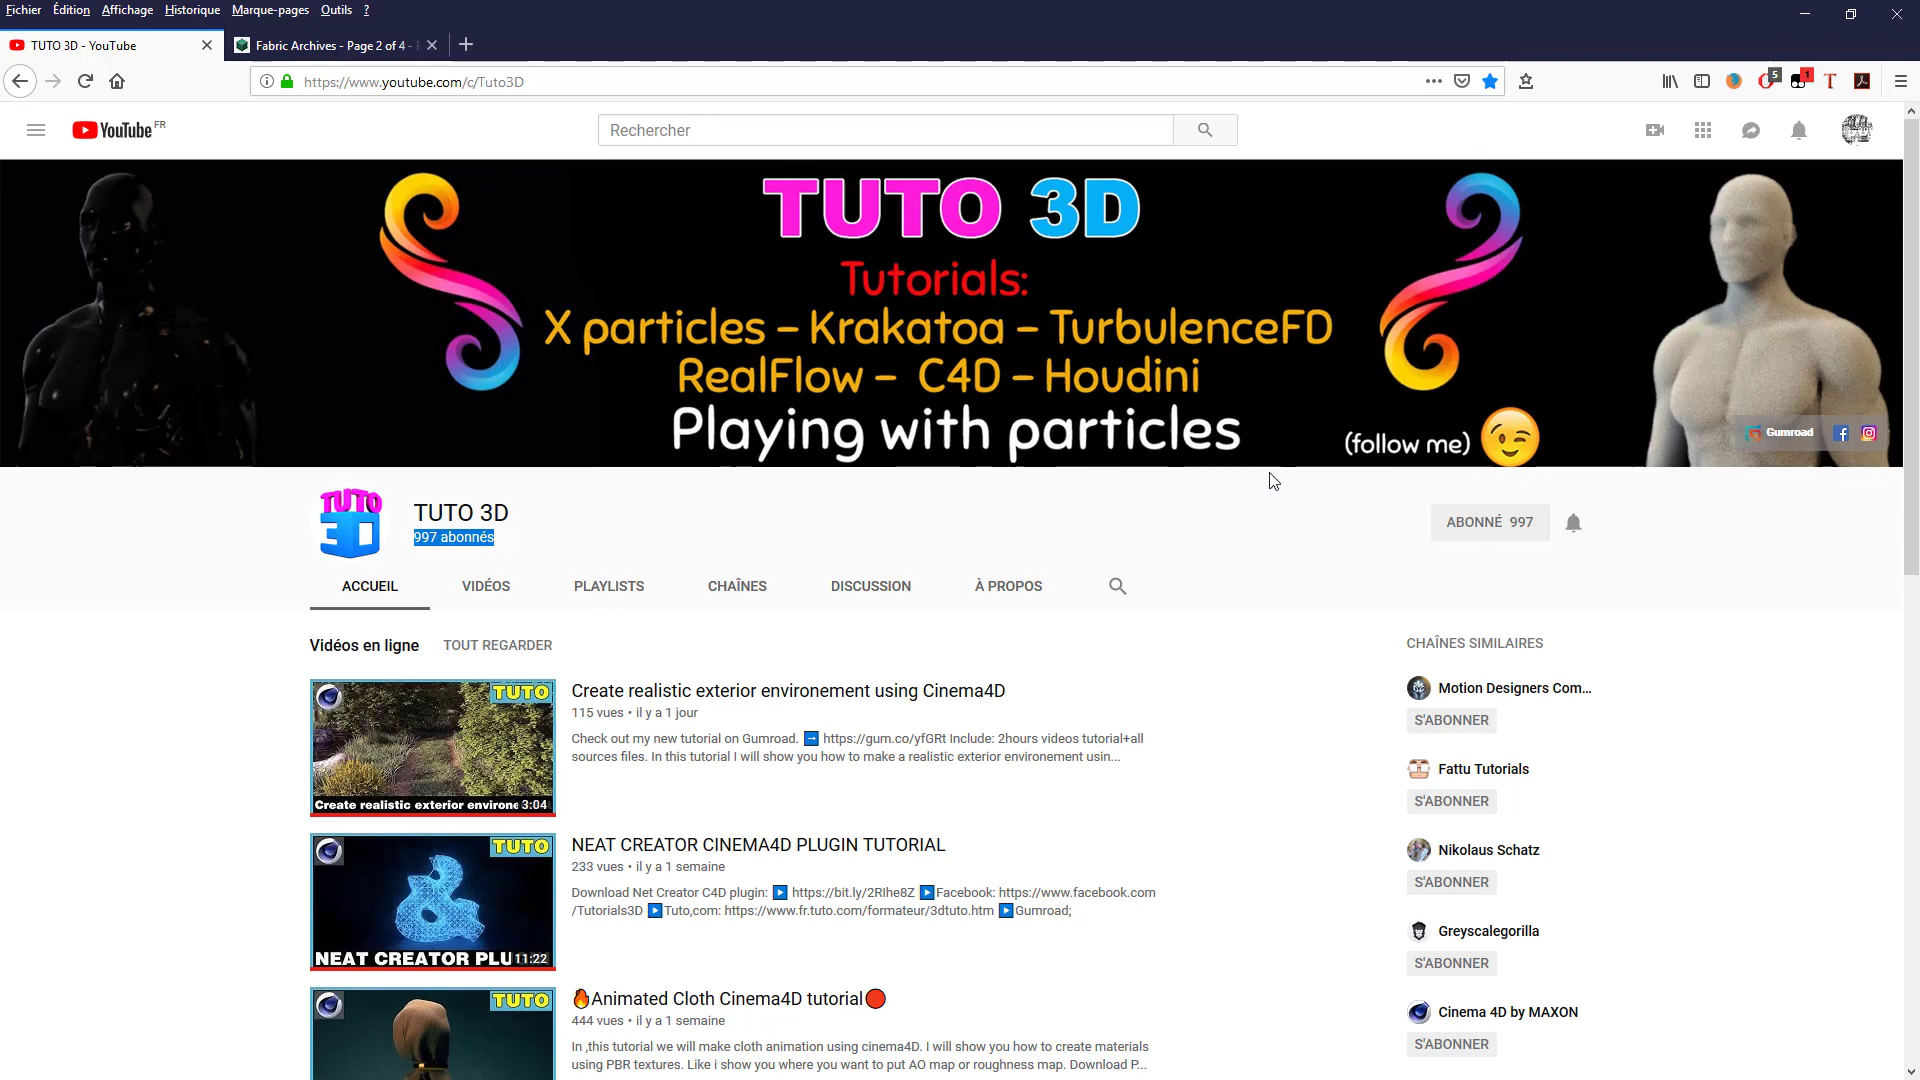 Fichier Édition Affichage Historique Marque-pages Outils ?
TUTO 3D - YouTube
Fabric Archives - Page 2 of 4 -
https://www.youtube.com/c/Tuto3D
5
1
YouTube FR
Rechercher
TUTO 3D
Tutorials:
X particles – Krakatoa – TurbulenceFD
RealFlow – C4D – Houdini
Playing with particles
(follow me)
Gumroad
TUTO
3D
TUTO 3D
997 abonnés
ABONNÉ 997
ACCUEIL VIDÉOS PLAYLISTS CHAÎNES DISCUSSION À PROPOS
Vidéos en ligne TOUT REGARDER
TUTO
Create realistic exterior environe
3:04
Create realistic exterior environement using Cinema4D
115 vues • il y a 1 jour
Check out my new tutorial on Gumroad. ➡ https://gum.co/yfGRt Include: 2hours videos tutorial+all
sources files. In this tutorial I will show you how to make a realistic exterior environement usin...
TUTO
NEAT CREATOR PLU
11:22
NEAT CREATOR CINEMA4D PLUGIN TUTORIAL
233 vues • il y a 1 semaine
Download Net Creator C4D plugin: ▶ https://bit.ly/2RIhe8Z ▶Facebook: https://www.facebook.com
/Tutorials3D ▶Tuto,com: https://www.fr.tuto.com/formateur/3dtuto.htm ▶Gumroad;
TUTO
🔥Animated Cloth Cinema4D tutorial🔴
444 vues • il y a 1 semaine
In ,this tutorial we will make cloth animation using cinema4D. I will show you how to create materials
using PBR textures. Like i show you where you want to put AO map or roughness map. Download P...
CHAÎNES SIMILAIRES
Motion Designers Com...
S'ABONNER
Fattu Tutorials
S'ABONNER
Nikolaus Schatz
S'ABONNER
Greyscalegorilla
S'ABONNER
Cinema 4D by MAXON
S'ABONNER